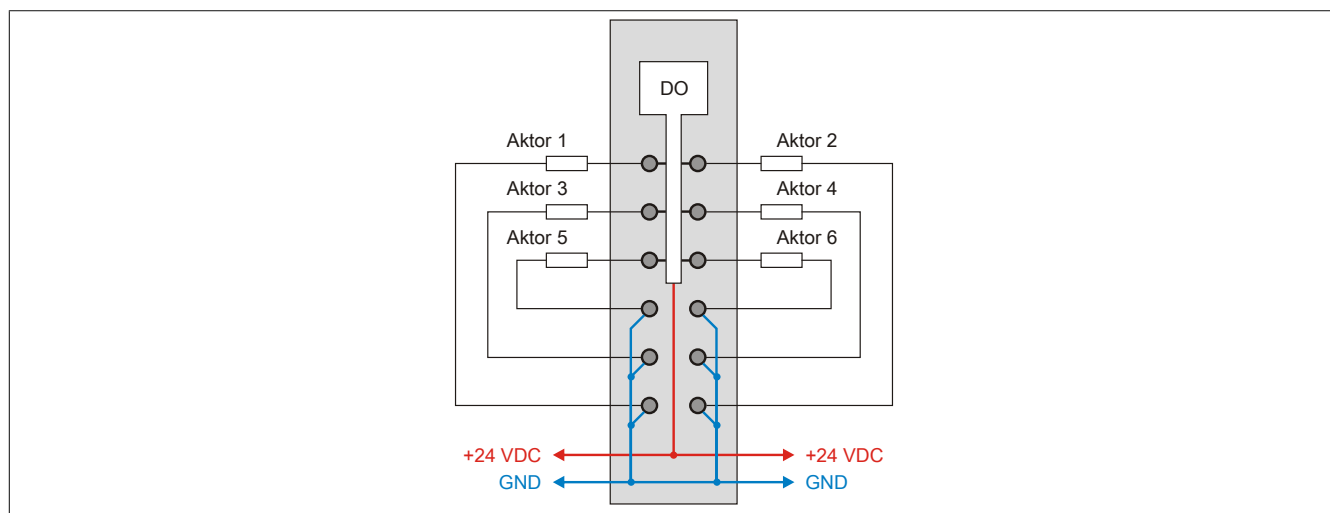 DO
Aktor 1
Aktor 2
Aktor 3
Aktor 4
Aktor 5
Aktor 6
+24 VDC
+24 VDC
GND
GND